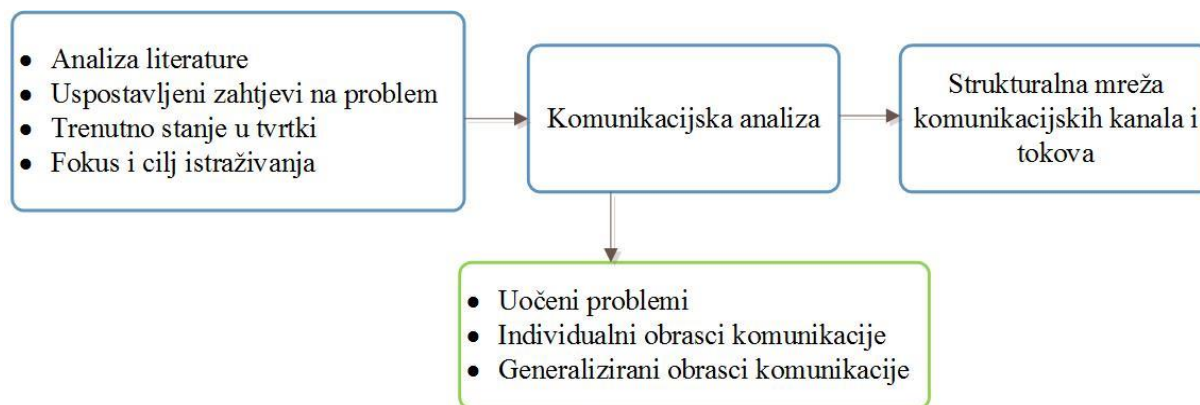 ● Analiza literature
● Uspostavljeni zahtjevi na problem
● Trenutno stanje u tvrtki
● Fokus i cilj istraživanja
Komunikacijska analiza
Strukturalna mreža
komunikacijskih kanala i
tokova
● Uočeni problemi
● Individualni obrasci komunikacije
● Generalizirani obrasci komunikacije